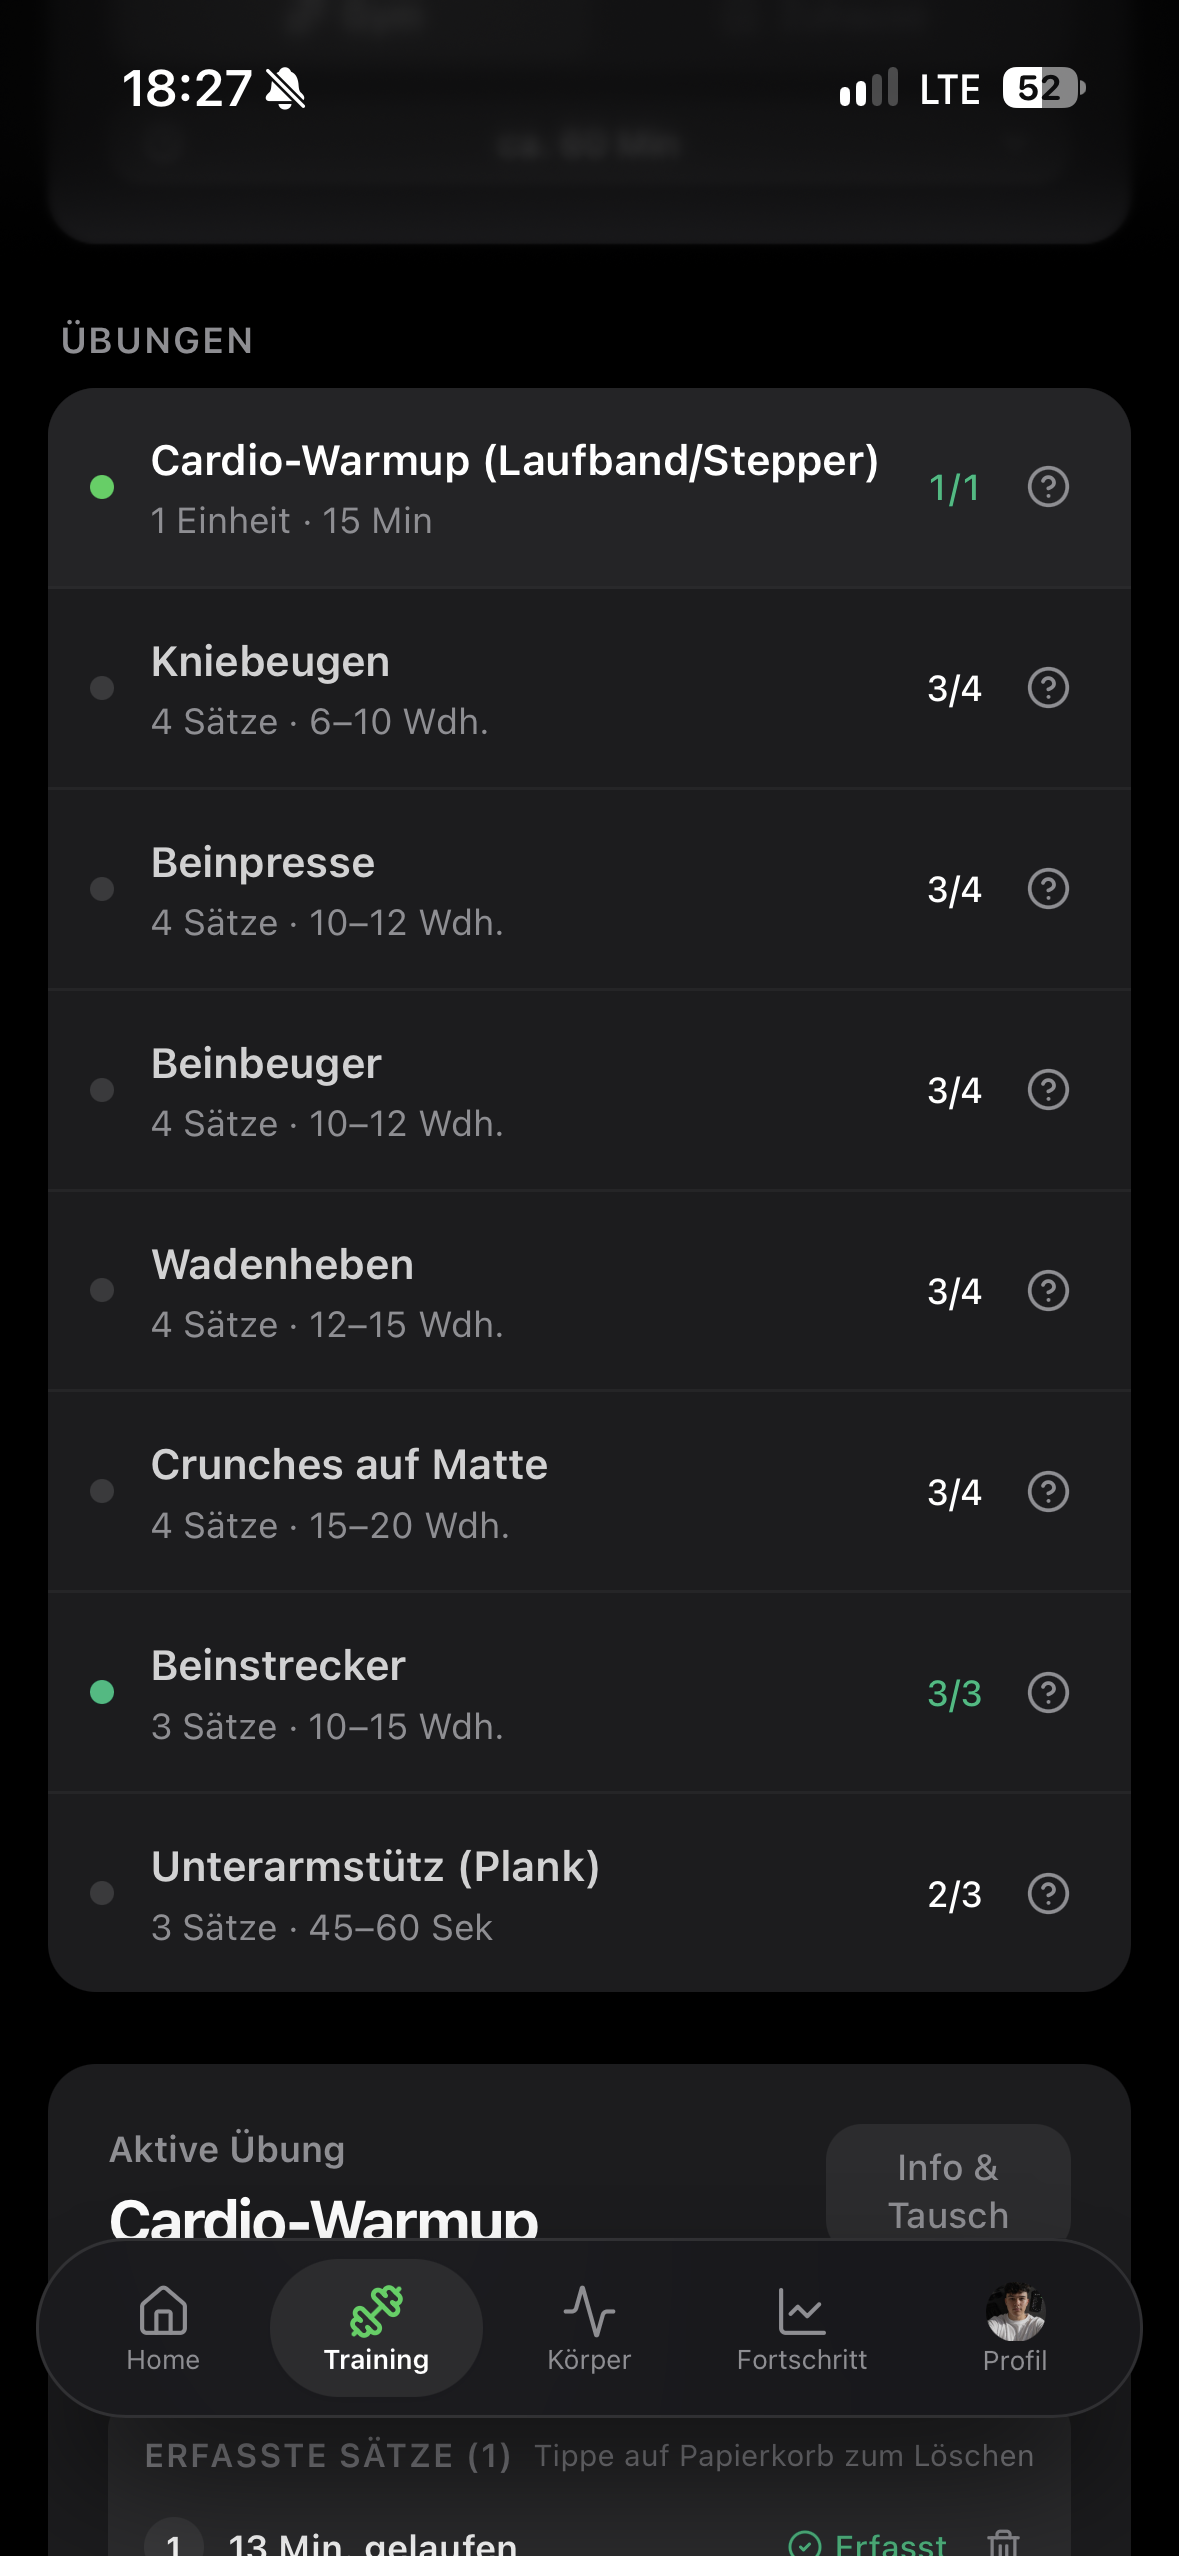 18:27
LTE
52
ca. 60 Min
ÜBUNGEN
Cardio-Warmup (Laufband/Stepper)
1 Einheit · 15 Min
1/1
Kniebeugen
4 Sätze · 6–10 Wdh.
3/4
Beinpresse
4 Sätze · 10–12 Wdh.
3/4
Beinbeuger
4 Sätze · 10–12 Wdh.
3/4
Wadenheben
4 Sätze · 12–15 Wdh.
3/4
Crunches auf Matte
4 Sätze · 15–20 Wdh.
3/4
Beinstrecker
3 Sätze · 10–15 Wdh.
3/3
Unterarmstütz (Plank)
3 Sätze · 45–60 Sek
2/3
Aktive Übung
Cardio-Warmup
Info &
Tausch
Home
Training
Körper
Fortschritt
Profil
ERFASSTE SÄTZE (1)
Tippe auf Papierkorb zum Löschen
1
13 Min. gelaufen
Erfasst